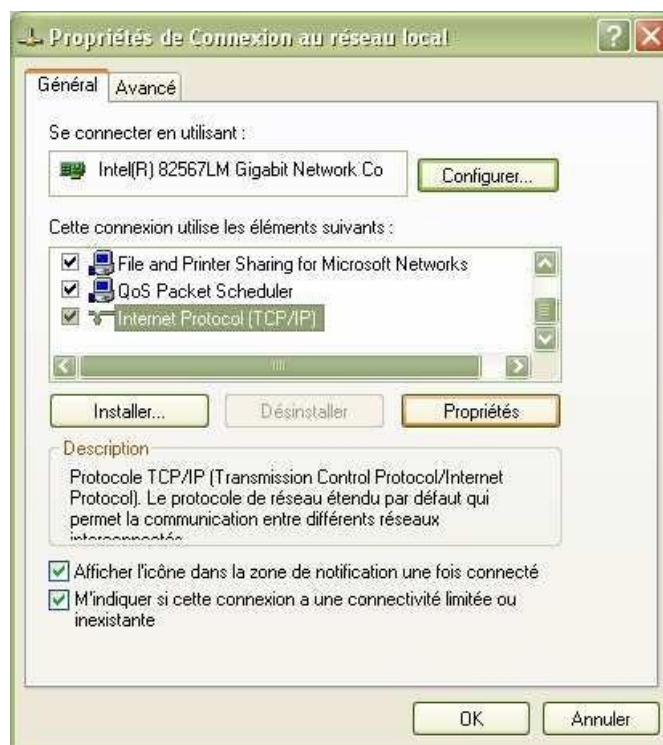 Propriétés de Connexion au réseau local
Général
Avancé
Se connecter en utilisant :
Intel(R) 82567LM Gigabit Network Co
Configurer...
Cette connexion utilise les éléments suivants :
File and Printer Sharing for Microsoft Networks
QoS Packet Scheduler
Internet Protocol (TCP/IP)
Installer...
Désinstaller
Propriétés
Description
Protocole TCP/IP (Transmission Control Protocol/Internet
Protocol). Le protocole de réseau étendu par défaut qui
permet la communication entre différents réseaux
interconnectés
Afficher l'icône dans la zone de notification une fois connecté
M'indiquer si cette connexion a une connectivité limitée ou
inexistante
OK
Annuler